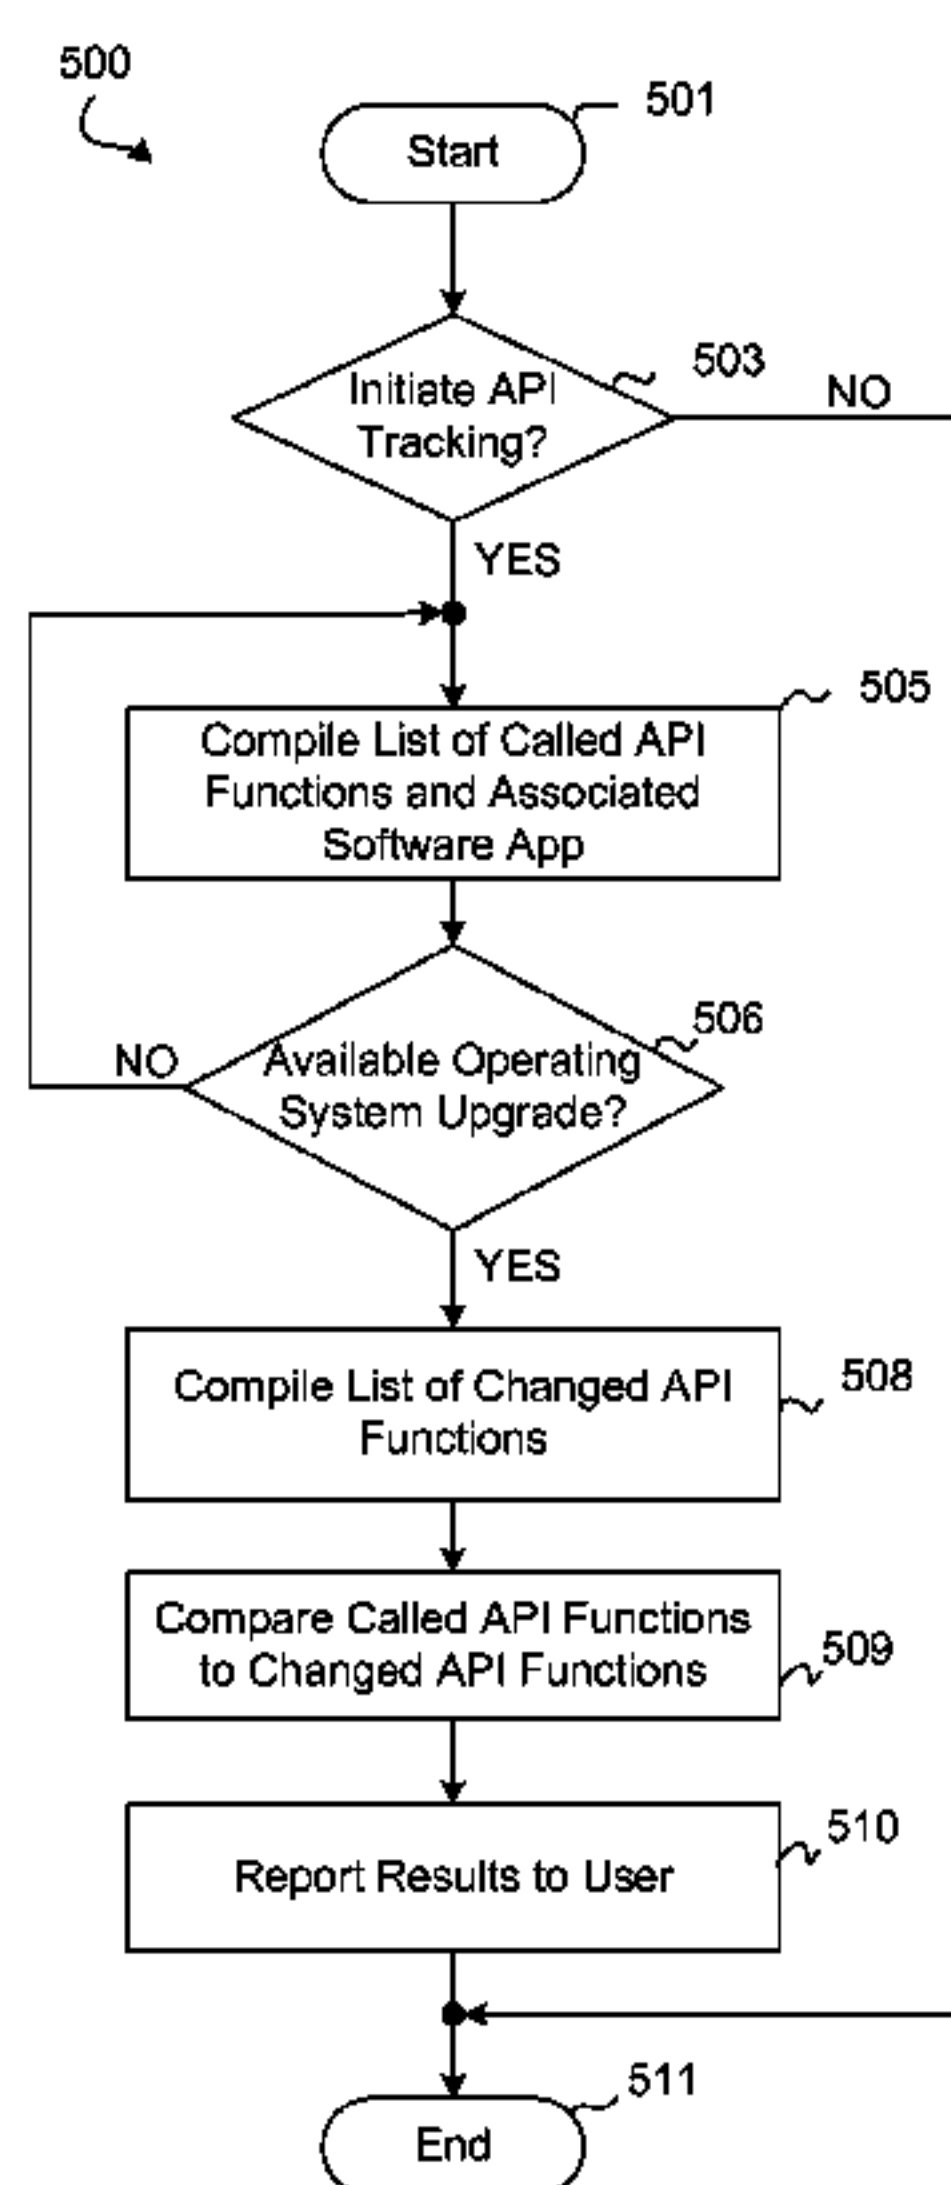 500
501
Start
503
NO
Initiate API
Tracking?
YES
505
Compile List of Called API
Functions and Associated
Software App
506
NO
Available Operating
System Upgrade?
YES
508
Compile List of Changed API
Functions
Compare Called API Functions
to Changed API Functions
509
510
Report Results to User
511
End